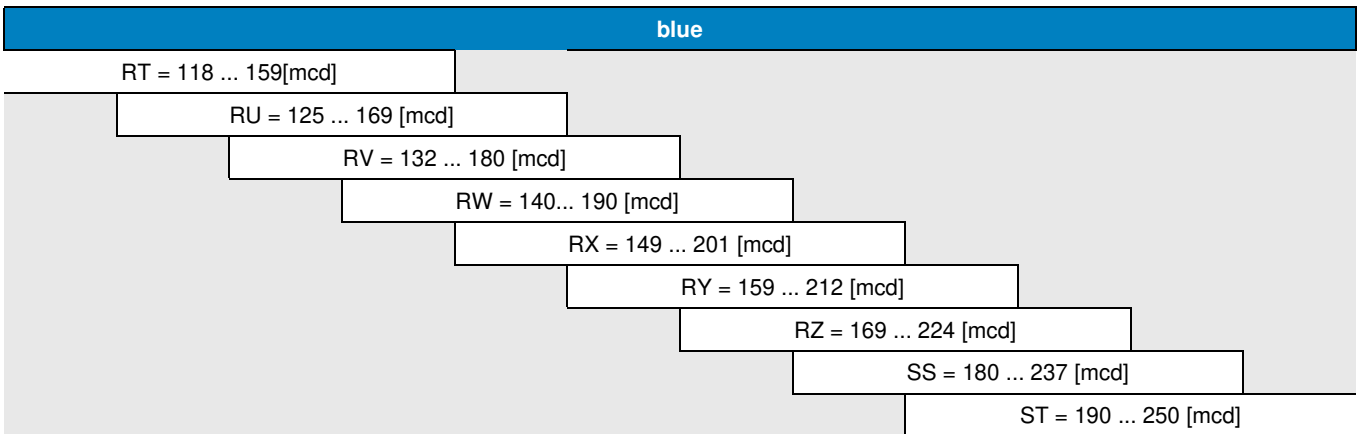 blue
RT = 118 ... 159[mcd]
RU = 125 ... 169 [mcd]
RV = 132 ... 180 [mcd]
RW = 140... 190 [mcd]
RX = 149 ... 201 [mcd]
RY = 159 ... 212 [mcd]
RZ = 169 ... 224 [mcd]
SS = 180 ... 237 [mcd]
ST = 190 ... 250 [mcd]